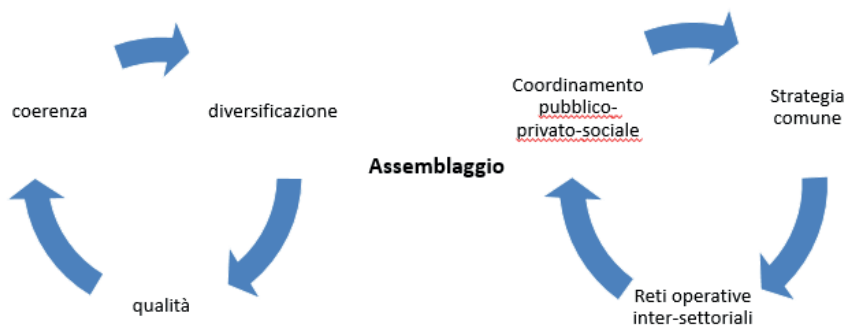 coerenza
diversificazione
qualità
Assemblaggio
Coordinamento
pubblico-
privato-sociale
Strategia
comune
Reti operative
inter-settoriali